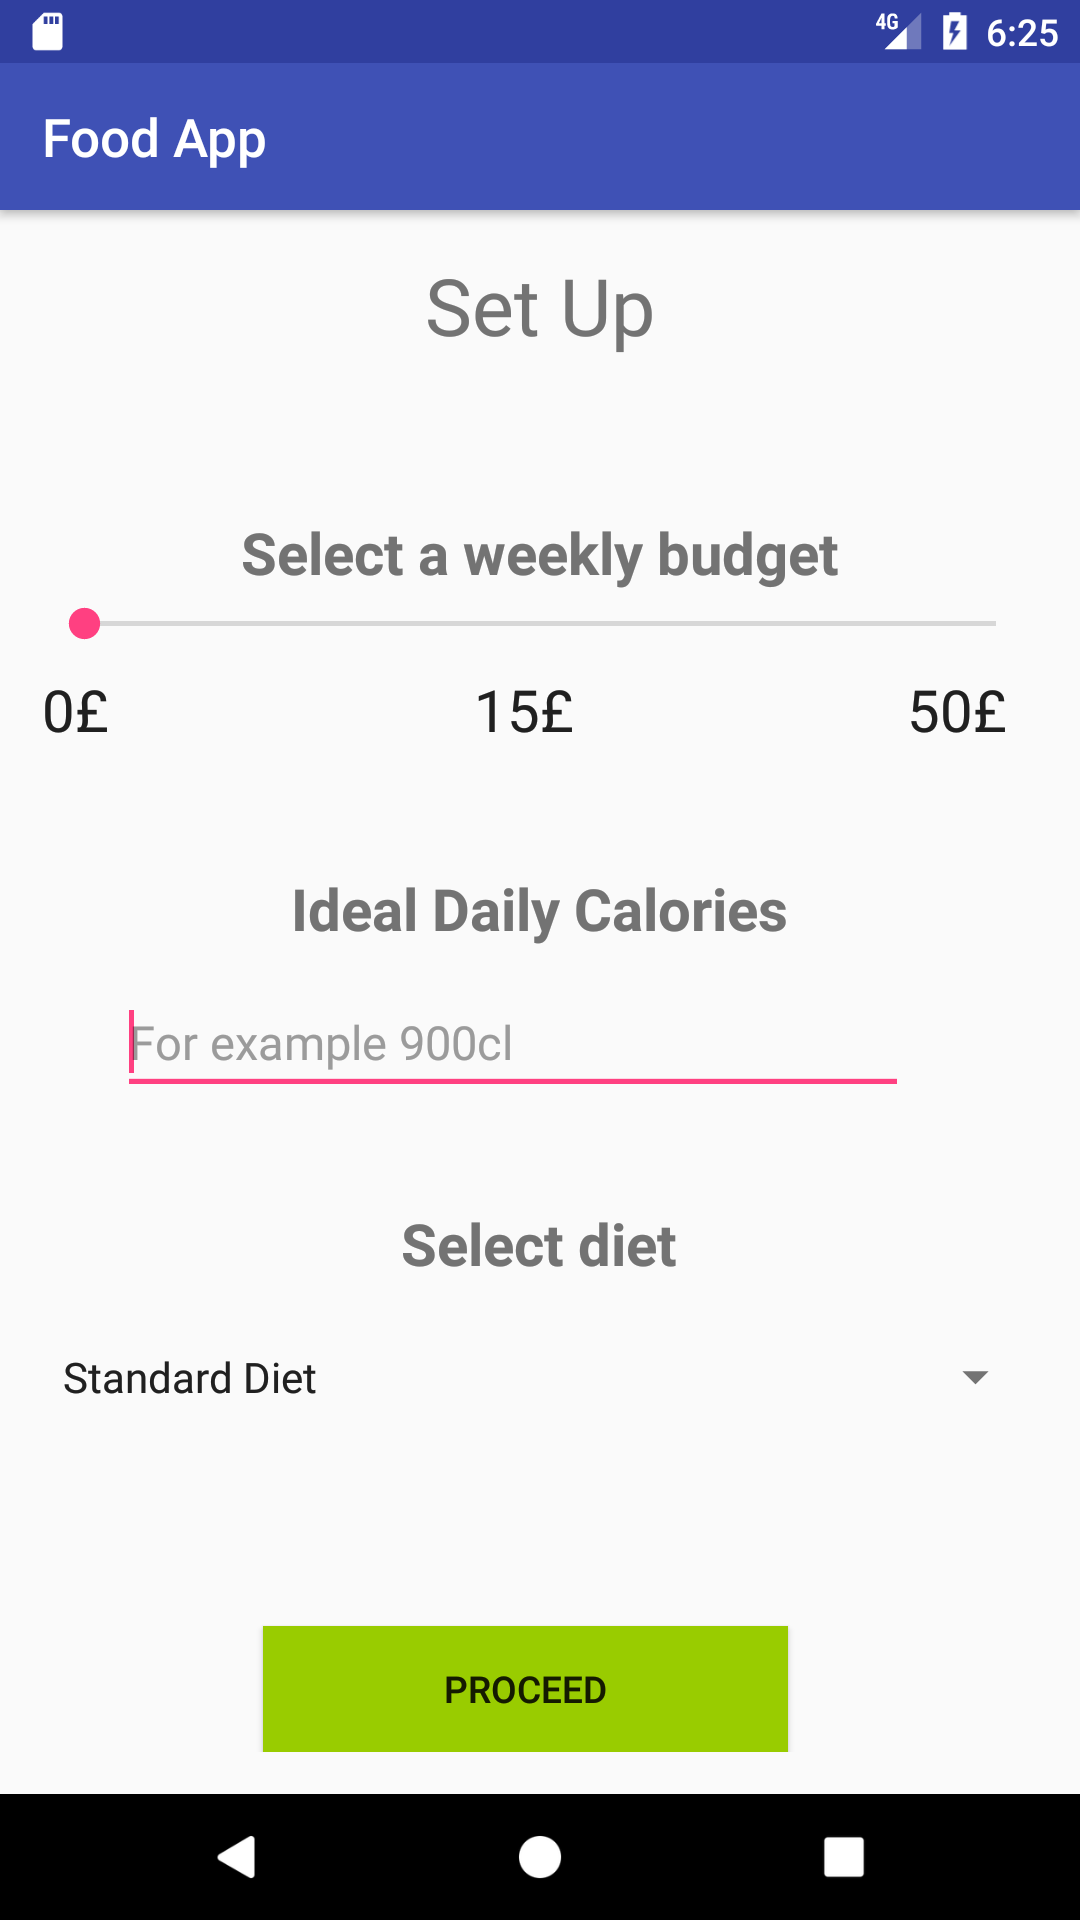 4G 6:25
Food App
Set Up
Select a weekly budget
0£ 15£ 50£
Ideal Daily Calories
For example 900cl
Select diet
Standard Diet
PROCEED